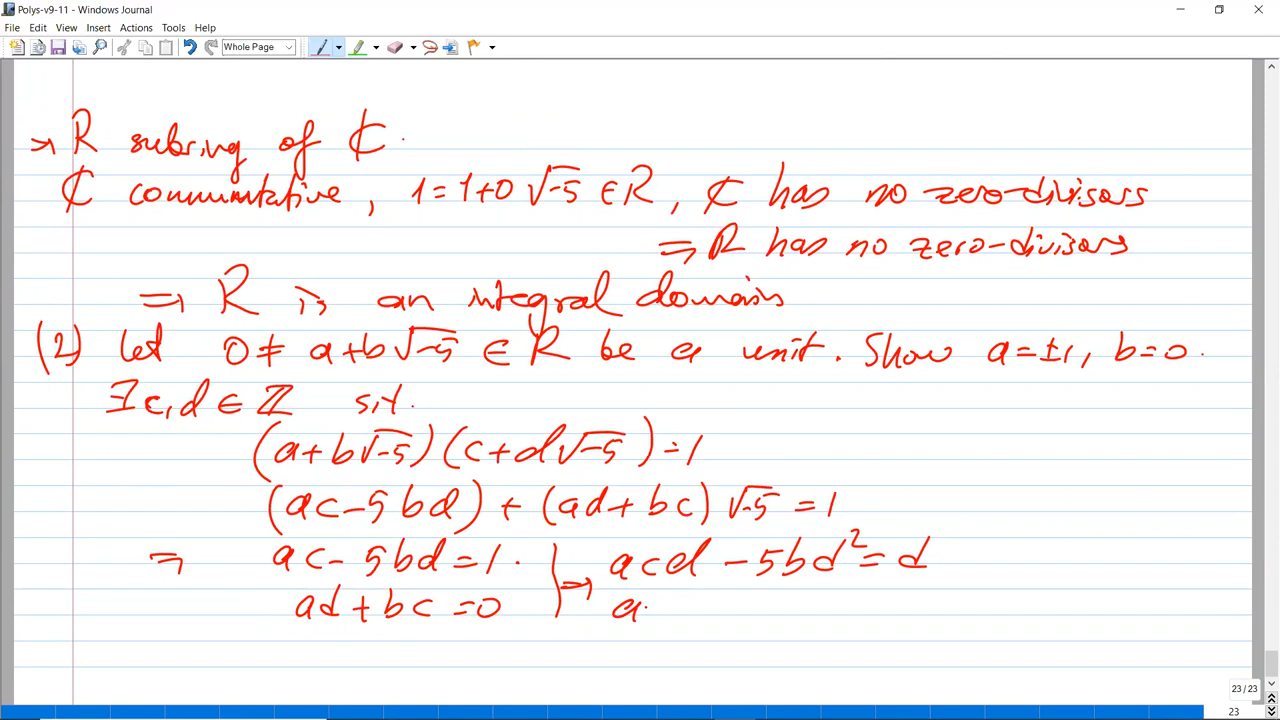 Polys-v9-11 - Windows Journal
File Edit View Insert Actions Tools Help
Whole Page
⇒ R subring of ℂ.
ℂ commutative, 1=1+0√-5 ∈ R, ℂ has no zero-divisors
⇒ R has no zero-divisors
⇒ R is an integral domain
(2) Let 0 ≠ a+b√-5 ∈ R be a unit. Show a=±1, b=0.
∃ c,d ∈ ℤ s.t.
(a+b√-5)(c+d√-5)=1
(ac-5bd) + (ad+bc)√-5 = 1
⇒ ac-5bd=1. } ⇒ acd - 5bd² = d
ad+bc=0 a
23 / 23
23